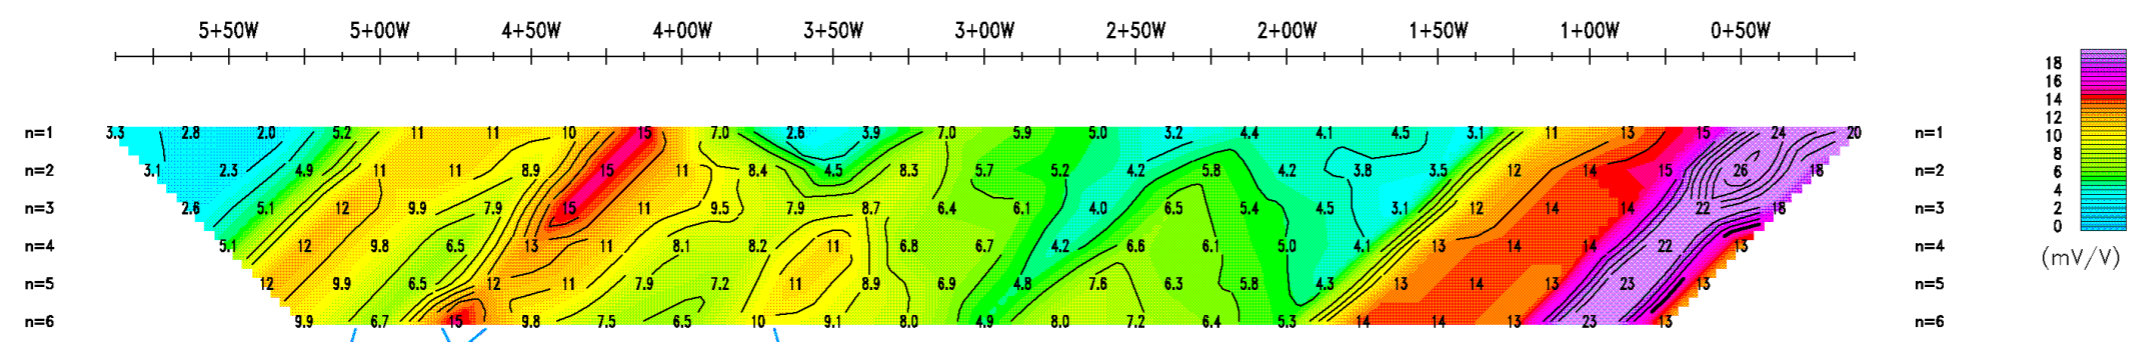 5+50W 5+00W 4+50W 4+00W 3+50W 3+00W 2+50W 2+00W 1+50W 1+00W 0+50W
n=1 3.3 2.8 2.0 5.2 11 11 10 15 7.0 2.6 3.9 7.0 5.9 5.0 3.2 4.4 4.1 4.5 3.1 11 13 15 24 20 n=1
n=2 3.1 2.3 4.9 11 11 8.9 15 11 8.4 4.5 8.3 5.7 5.2 4.2 5.8 4.2 3.8 3.5 12 14 15 26 18 n=2
n=3 2.6 5.1 12 9.9 7.9 15 11 9.5 7.9 8.7 6.4 6.1 4.0 6.5 5.4 4.5 3.1 12 14 14 22 18 n=3
n=4 5.1 12 9.8 6.5 13 11 8.1 8.2 11 6.8 6.7 4.2 6.6 6.1 5.0 4.1 13 14 14 22 13 n=4
n=5 12 9.9 6.5 12 11 7.9 7.2 11 8.9 6.9 4.8 7.6 6.3 5.8 4.3 13 14 13 23 13 n=5
n=6 9.9 6.7 15 9.8 7.5 6.5 10 9.1 8.0 4.9 8.0 7.2 6.4 5.3 14 14 13 23 13 n=6
18
16
14
12
10
8
6
4
2
0
(mV/V)